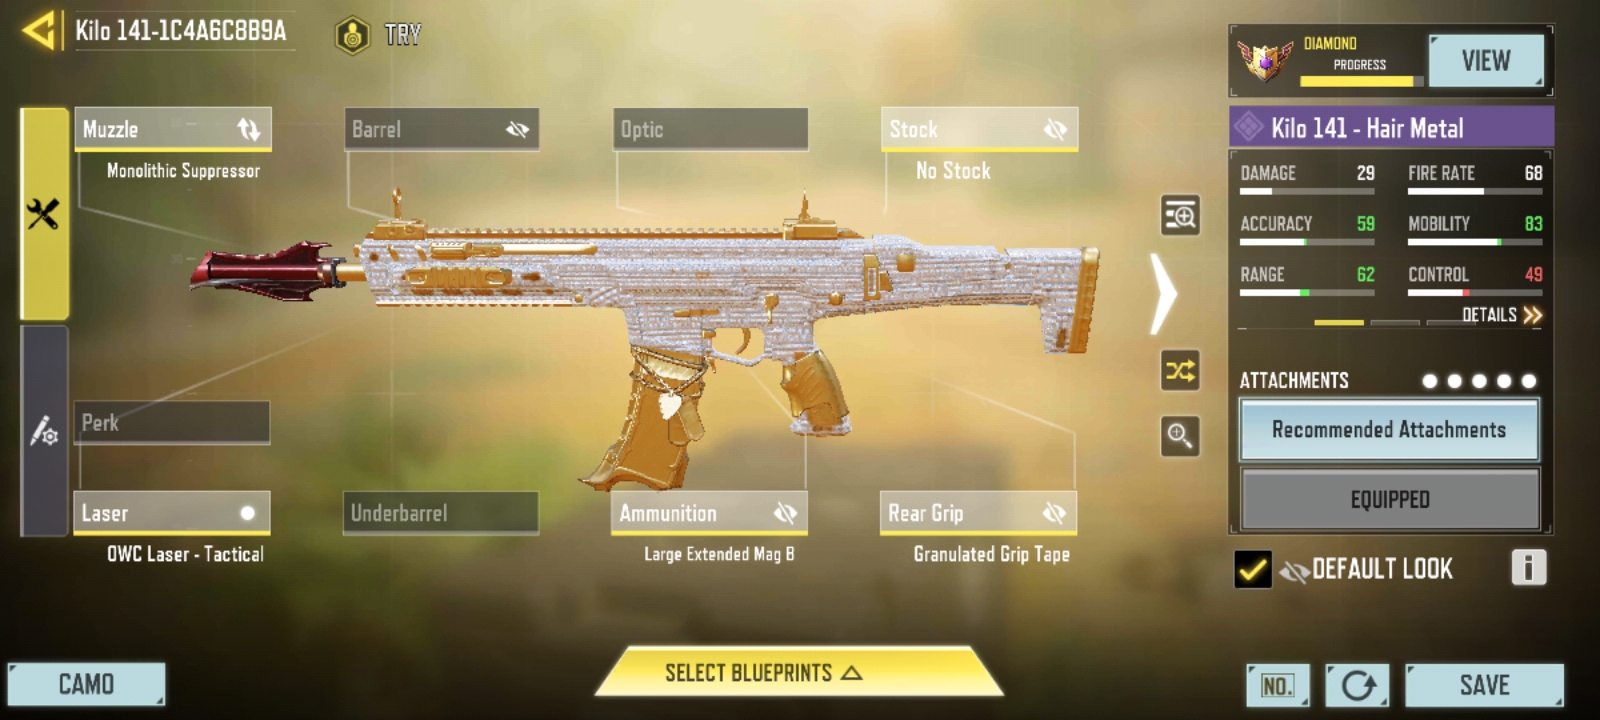 Kilo 141-1C4A6C8B9A
TRY
DIAMOND
PROGRESS
VIEW
Muzzle
Monolithic Suppressor
Barrel
Optic
Stock
No Stock
Kilo 141 - Hair Metal
DAMAGE 29 FIRE RATE 68
ACCURACY 59 MOBILITY 83
RANGE 62 CONTROL 49
DETAILS
ATTACHMENTS
Recommended Attachments
EQUIPPED
DEFAULT LOOK
i
Perk
Laser
OWC Laser - Tactical
Underbarrel
Ammunition
Large Extended Mag B
Rear Grip
Granulated Grip Tape
CAMO
SELECT BLUEPRINTS
NO.
SAVE